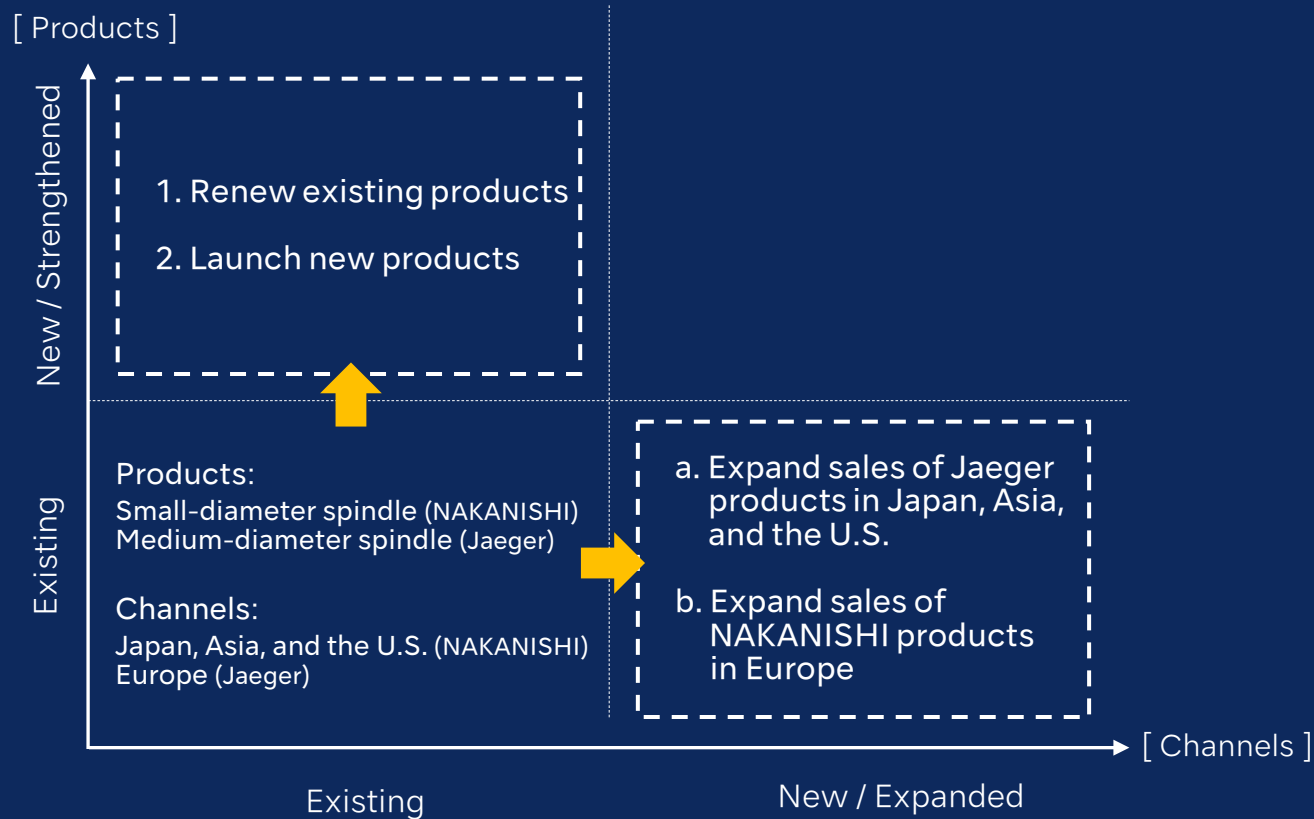 [ Products ]
New / Strengthened
1. Renew existing products
2. Launch new products
Existing
Products:
Small-diameter spindle (NAKANISHI)
Medium-diameter spindle (Jaeger)
Channels:
Japan, Asia, and the U.S. (NAKANISHI)
Europe (Jaeger)
a. Expand sales of Jaeger
products in Japan, Asia,
and the U.S.
b. Expand sales of
NAKANISHI products
in Europe
[ Channels ]
Existing
New / Expanded